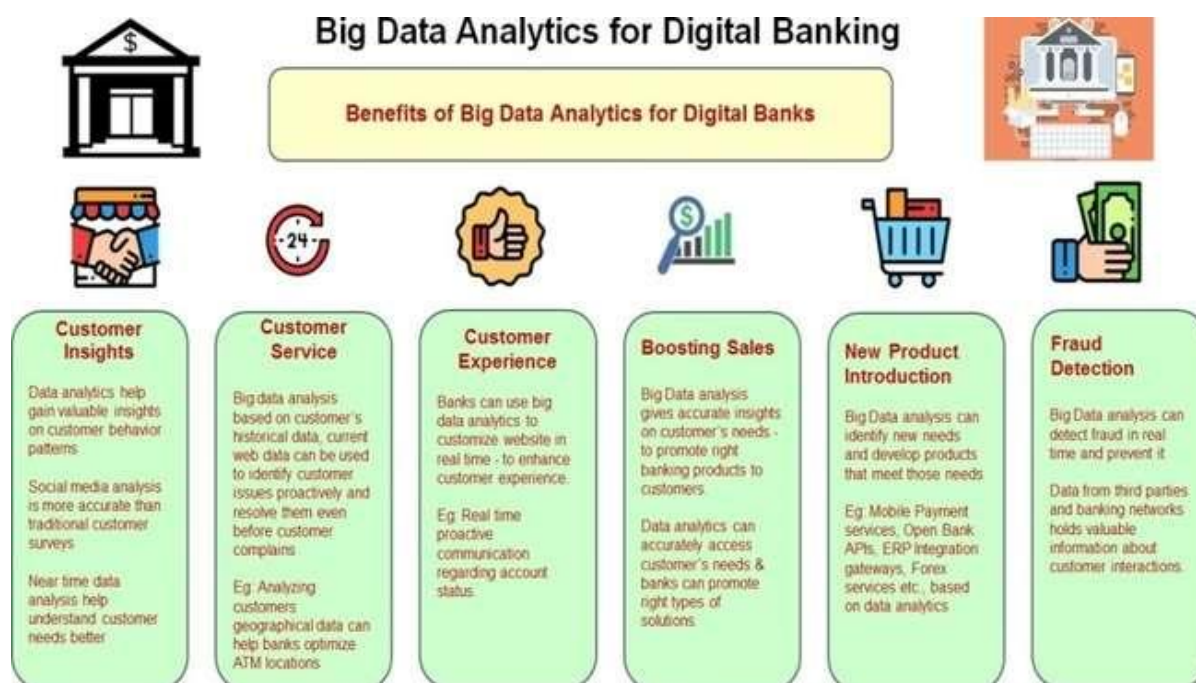 $
Big Data Analytics for Digital Banking
Benefits of Big Data Analytics for Digital Banks
24
$
Customer
Insights
Data analytics help
gain valuable insights
on customer behavior
patterns
Social media analysis
is more accurate than
traditional customer
surveys
Near time data
analysis help
understand customer
needs better
Customer
Service
Big data analysis
based on customer's
historical data, current
web data can be used
to identify customer
issues proactively and
resolve them even
before customer
complains
Eg: Analyzing
customers
geographical data can
help banks optimize
ATM locations
Customer
Experience
Banks can use big
data analytics to
customize website in
real time - to enhance
customer experience.
Eg: Real time
proactive
communication
regarding account
status.
Boosting Sales
Big Data analysis
gives accurate insights
on customer's needs -
to promote right
banking products to
customers.
Data analytics can
accurately access
customer's needs &
banks can promote
right types of
solutions
New Product
Introduction
Big Data analysis can
identify new needs
and develop products
that meet those needs
Eg: Mobile Payment
services, Open Bank
APIs, ERP Integration
gateways, Forex
services etc., based
on data analytics
Fraud
Detection
Big Data analysis can
detect fraud in real
time and prevent it
Data from third parties
and banking networks
holds valuable
information about
customer interactions.